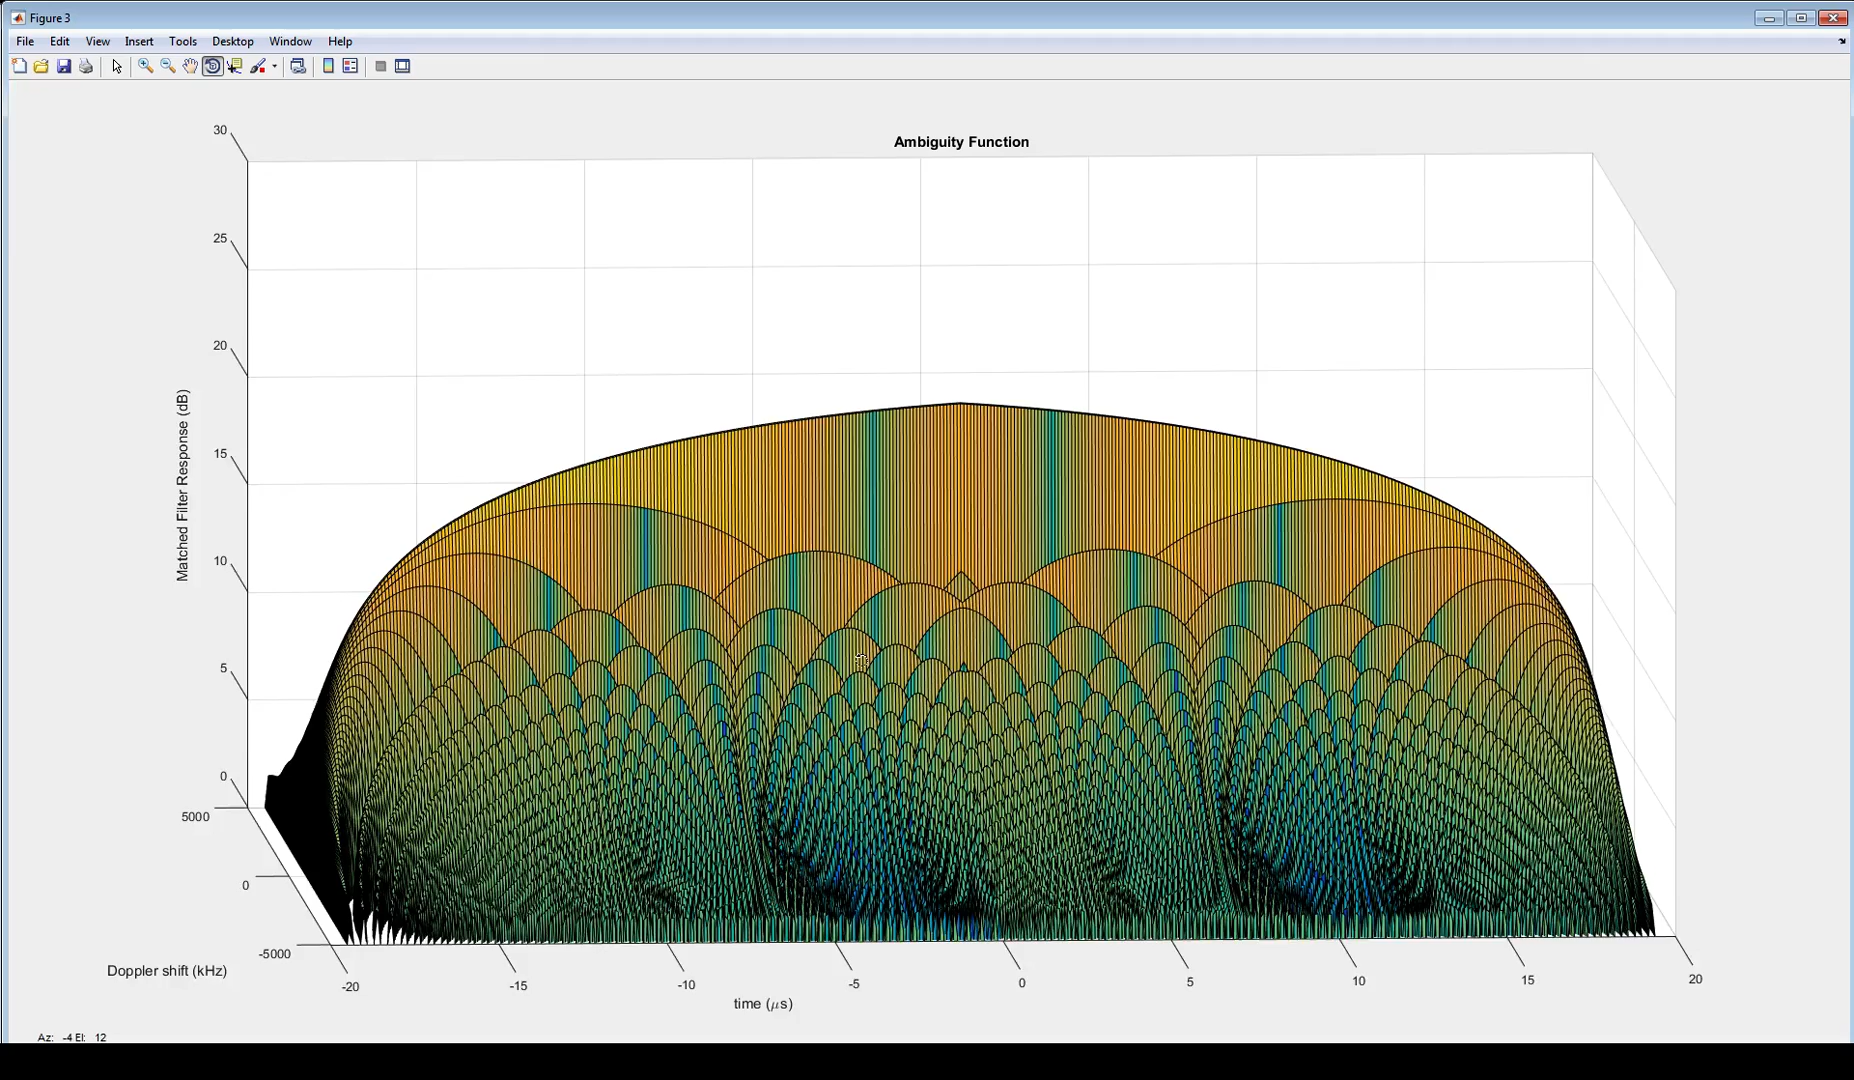 Figure 3
File Edit View Insert Tools Desktop Window Help
Ambiguity Function
30
25
20
15
10
5
0
Matched Filter Response (dB)
5000
0
-5000
Doppler shift (kHz)
-20 -15 -10 -5 0 5 10 15 20
time (μs)
Az: -4 El: 12